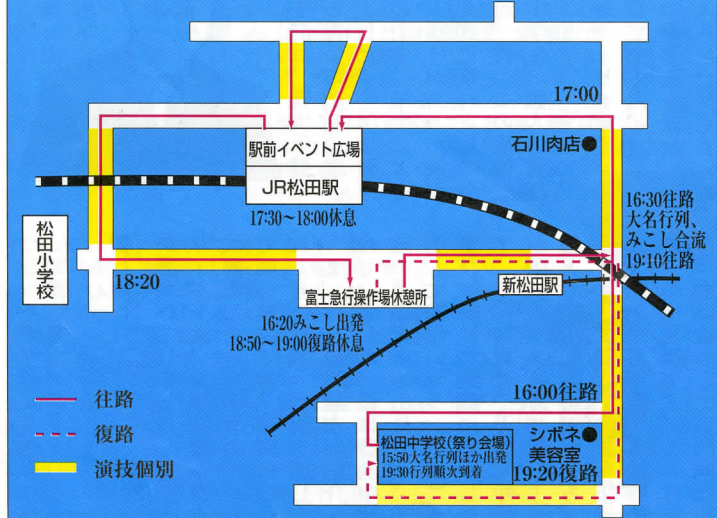 17:00
駅前イベント広場
石川肉店
JR松田駅
17:30〜18:00休息
16:30往路
大名行列、
みこし合流
19:10往路
松田小学校
18:20
富士急行操作場休憩所
新松田駅
16:20みこし出発
18:50〜19:00復路休息
16:00往路
往路
復路
演技個別
松田中学校(祭り会場)
15:50大名行列ほか出発
19:30行列順次到着
シボネ
美容室
19:20復路